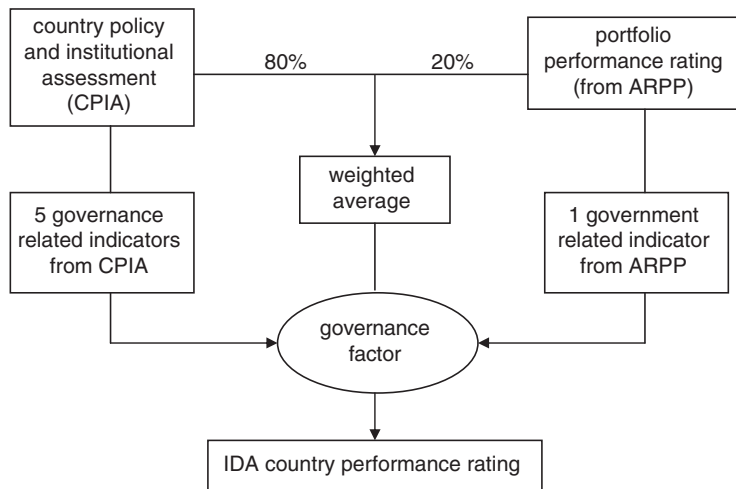 country policy
and institutional
assessment
(CPIA)
80%
20%
portfolio
performance rating
(from ARPP)
weighted
average
5 governance
related indicators
from CPIA
1 government
related indicator
from ARPP
governance
factor
IDA country performance rating